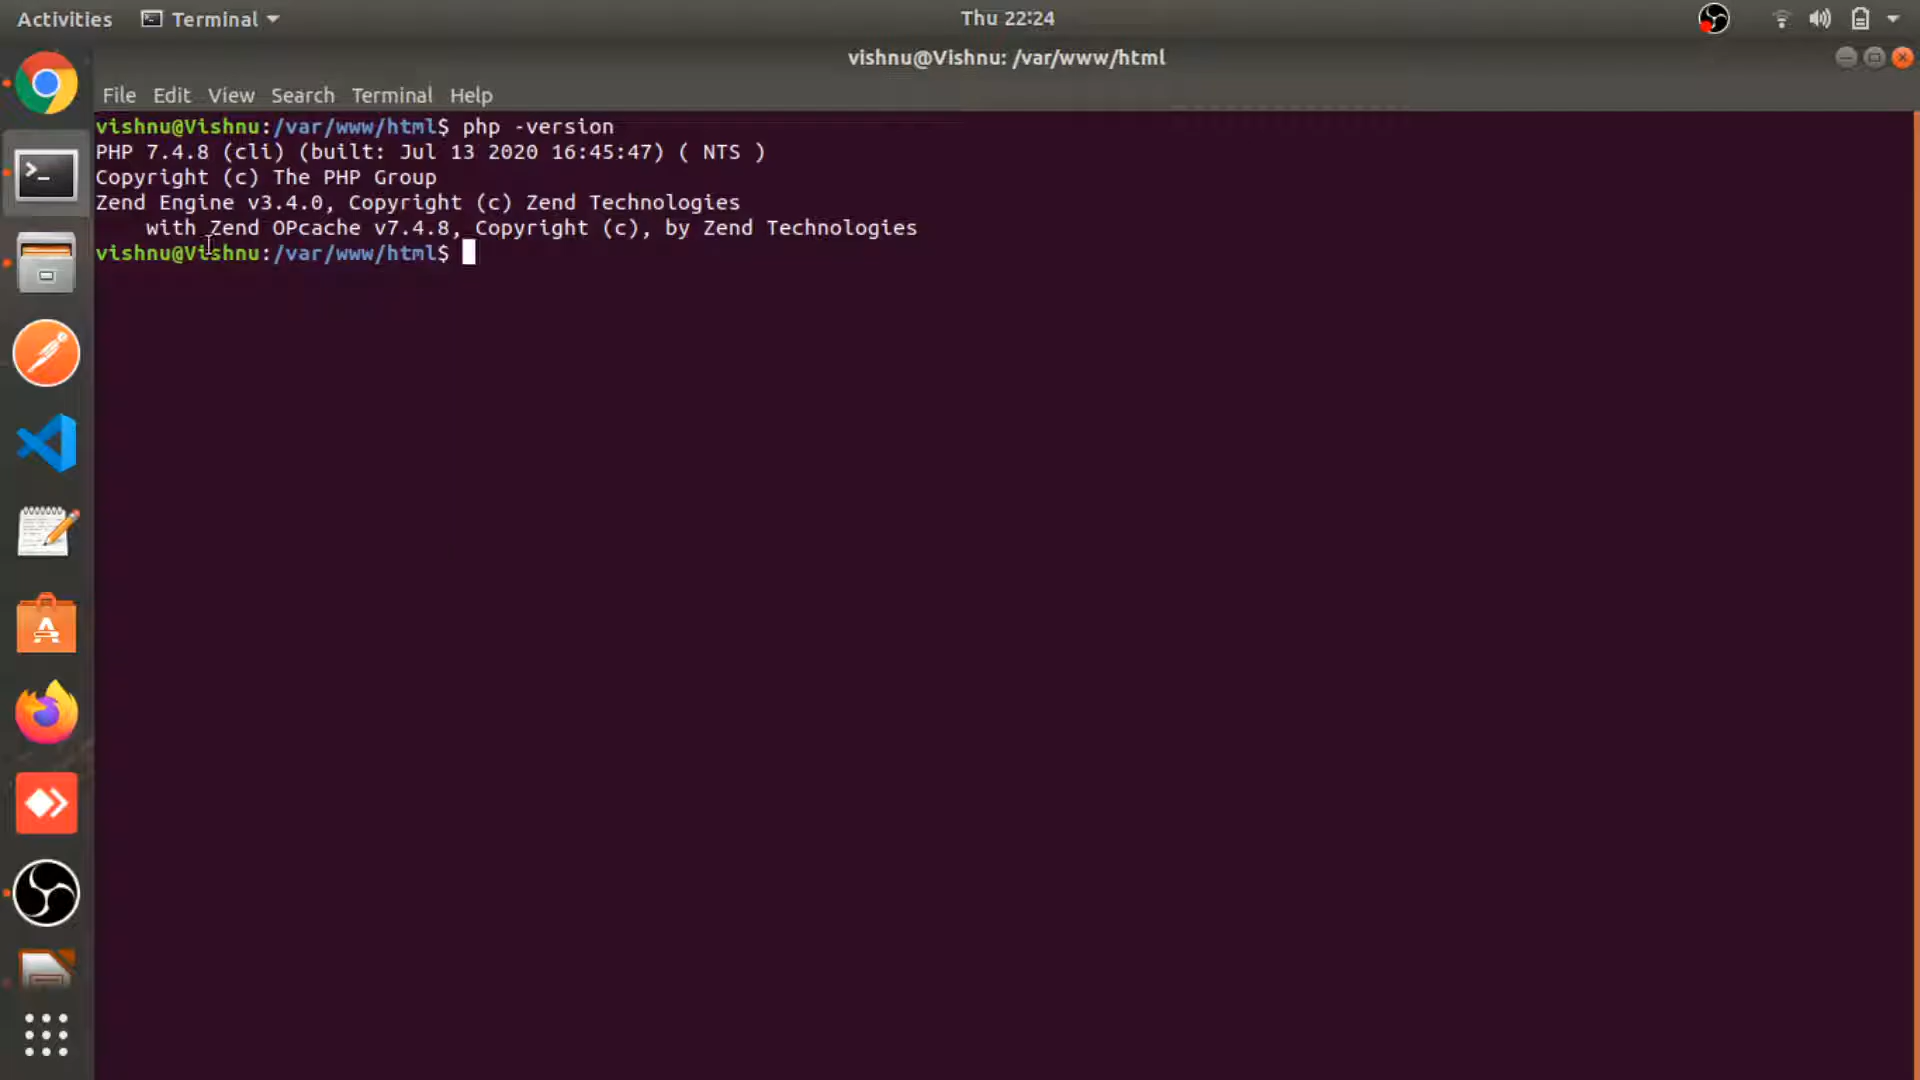 Activities Terminal Thu 22:24
vishnu@Vishnu: /var/www/html
File Edit View Search Terminal Help
vishnu@Vishnu:/var/www/html$ php -version
PHP 7.4.8 (cli) (built: Jul 13 2020 16:45:47) ( NTS )
Copyright (c) The PHP Group
Zend Engine v3.4.0, Copyright (c) Zend Technologies
    with Zend OPcache v7.4.8, Copyright (c), by Zend Technologies
vishnu@Vishnu:/var/www/html$